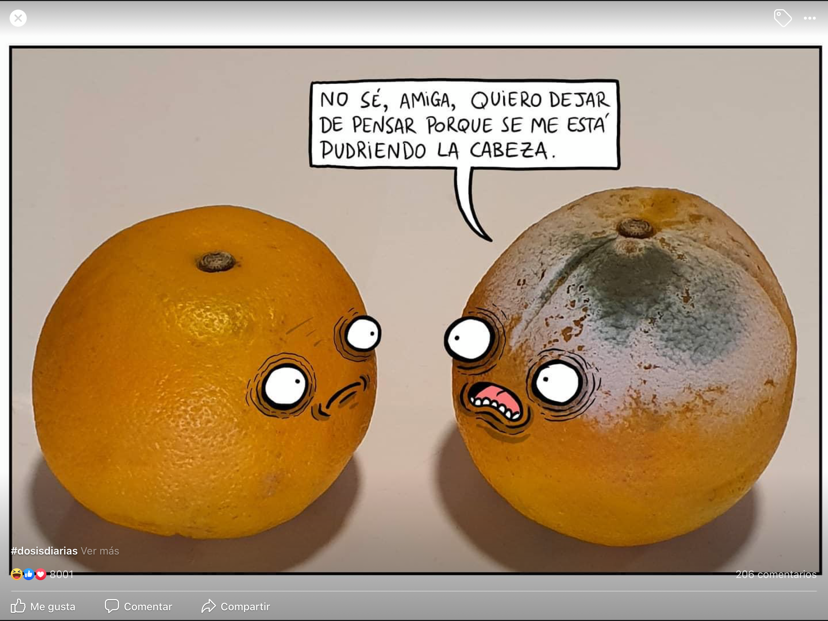 NO SÉ, AMIGA, QUIERO DEJAR
DE PENSAR PORQUE SE ME ESTÁ
PUDRIENDO LA CABEZA.
#dosisdiarias Ver más
8001
206 comentarios
Me gusta
Comentar
Compartir